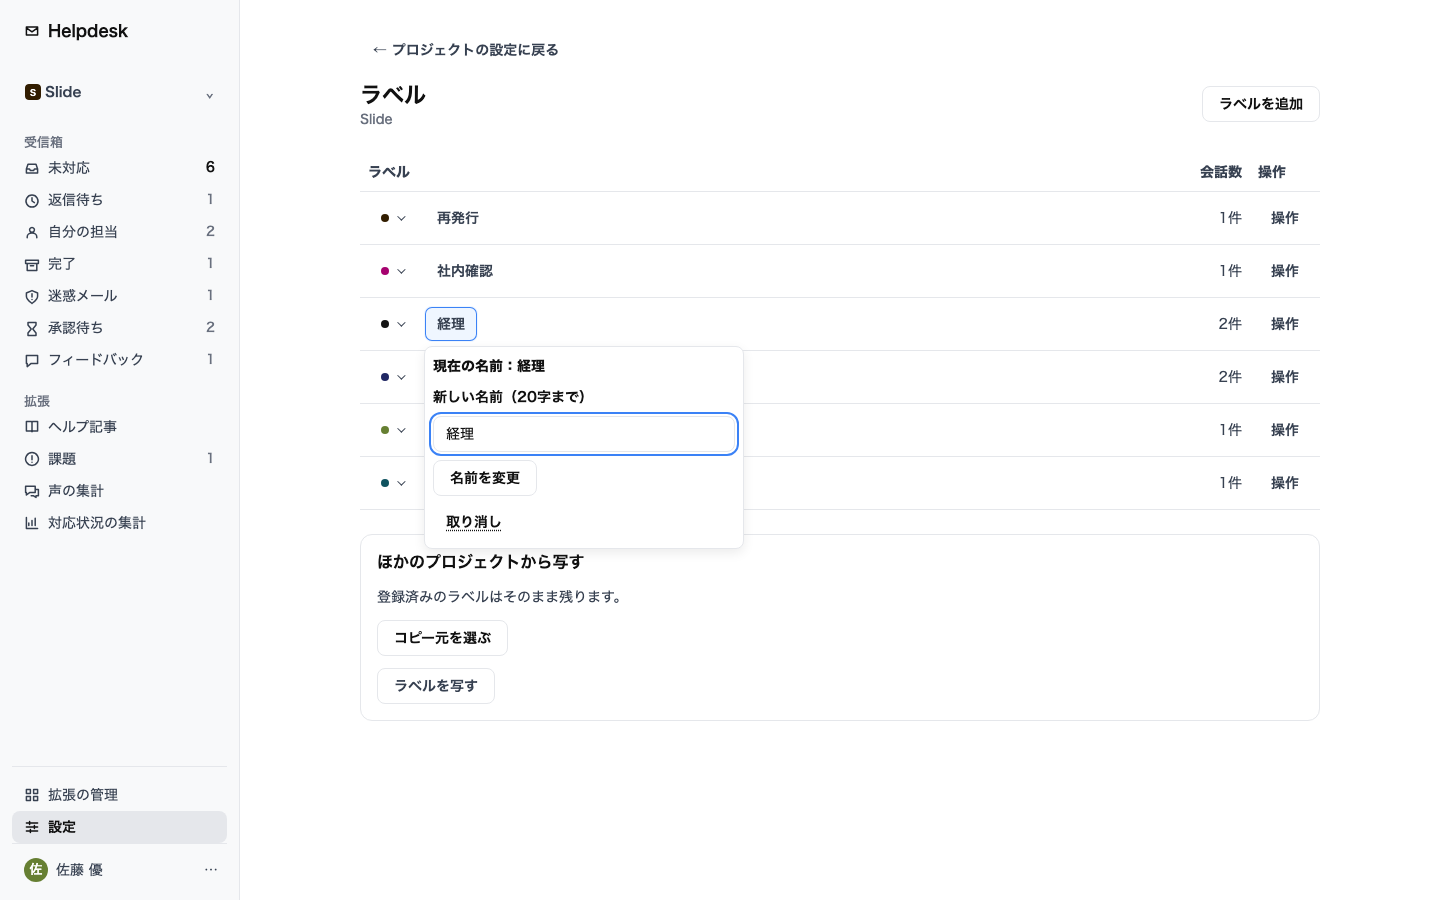 Helpdesk
S Slide
受信箱
未対応 6
返信待ち 1
自分の担当 2
完了 1
迷惑メール 1
承認待ち 2
フィードバック 1
拡張
ヘルプ記事
課題 1
声の集計
対応状況の集計
拡張の管理
設定
佐 佐藤 優
← プロジェクトの設定に戻る
ラベル
Slide
ラベルを追加
ラベル 会話数 操作
再発行 1件 操作
社内確認 1件 操作
経理 2件 操作
2件 操作
1件 操作
1件 操作
現在の名前：経理
新しい名前（20字まで）
経理
名前を変更
取り消し
ほかのプロジェクトから写す
登録済みのラベルはそのまま残ります。
コピー元を選ぶ
ラベルを写す